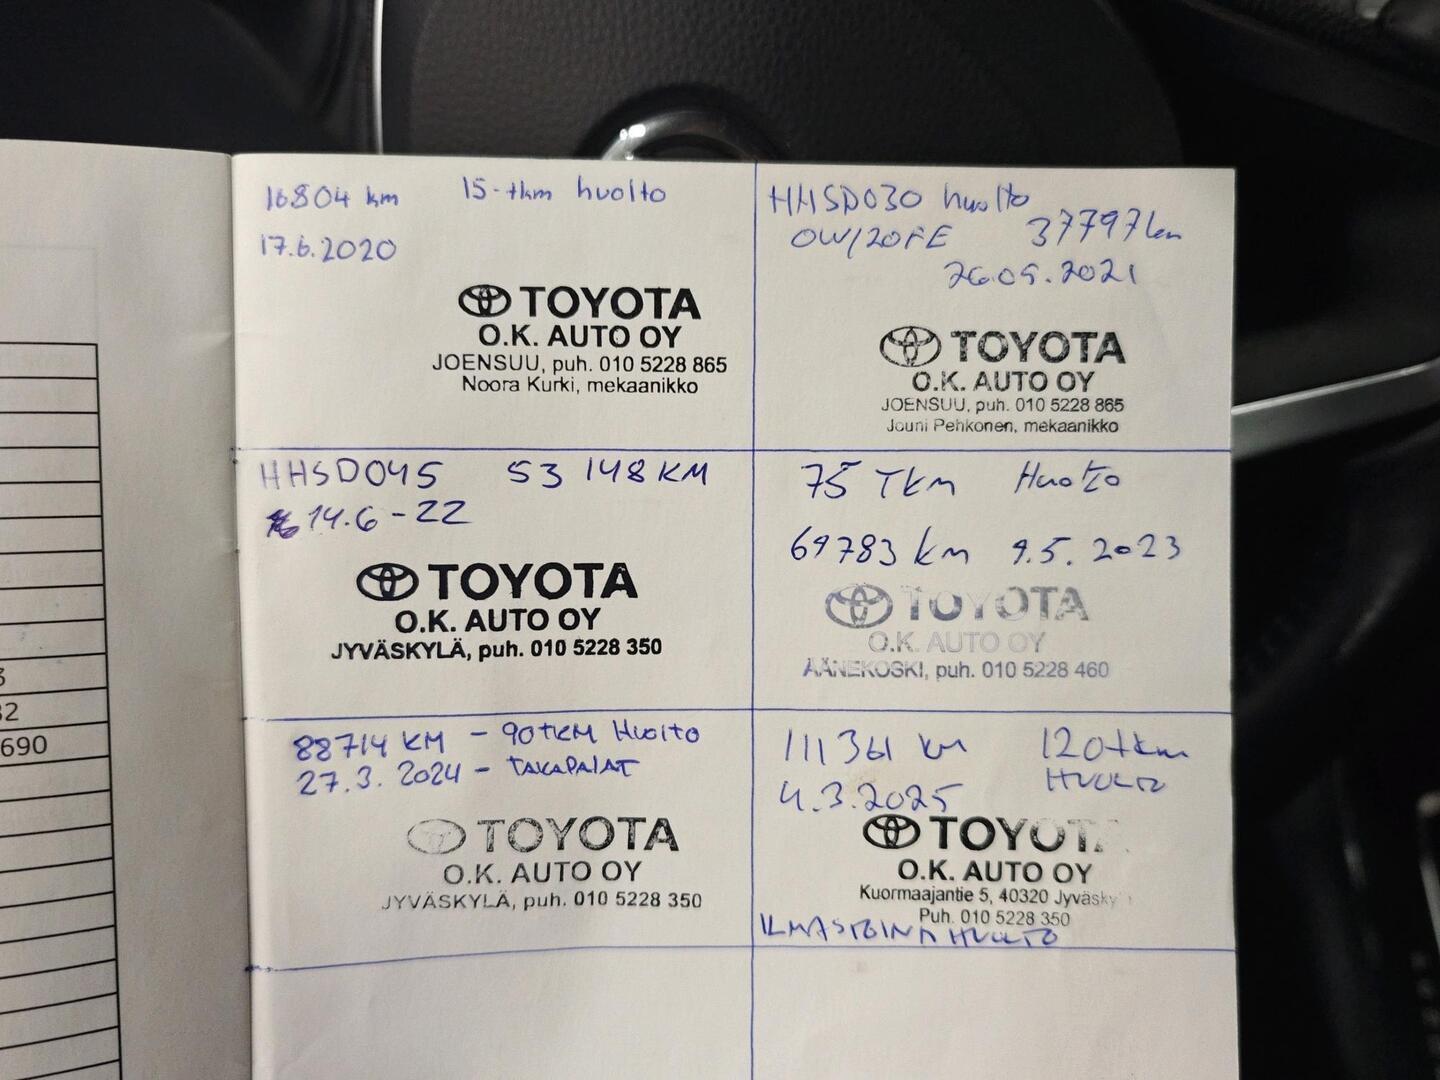 3
32
690
16804 km 15-tkm huolto
17.6.2020
TOYOTA
O.K. AUTO OY
JOENSUU, puh. 010 5228 865
Noora Kurki, mekaanikko
HHSD030 huolto
0W/20FE 37797km
26.05.2021
TOYOTA
O.K. AUTO OY
JOENSUU, puh. 010 5228 865
Jouni Pehkonen, mekaanikko
HHSD045 53 148 KM
14.6-22
TOYOTA
O.K. AUTO OY
JYVÄSKYLÄ, puh. 010 5228 350
75 TKM Huolto
69783 km 9.5.2023
TOYOTA
O.K. AUTO OY
ÄÄNEKOSKI, puh. 010 5228 460
88714 KM - 90TKM Huolto
27.3.2024 - TAKAPALAT
TOYOTA
O.K. AUTO OY
JYVÄSKYLÄ, puh. 010 5228 350
111361 km 120tkm
4.3.2025 HUOLTO
TOYOTA
O.K. AUTO OY
Kuormaajantie 5, 40320 Jyväsky
Puh. 010 5228 350
ILMASTOINTI HUOLTO